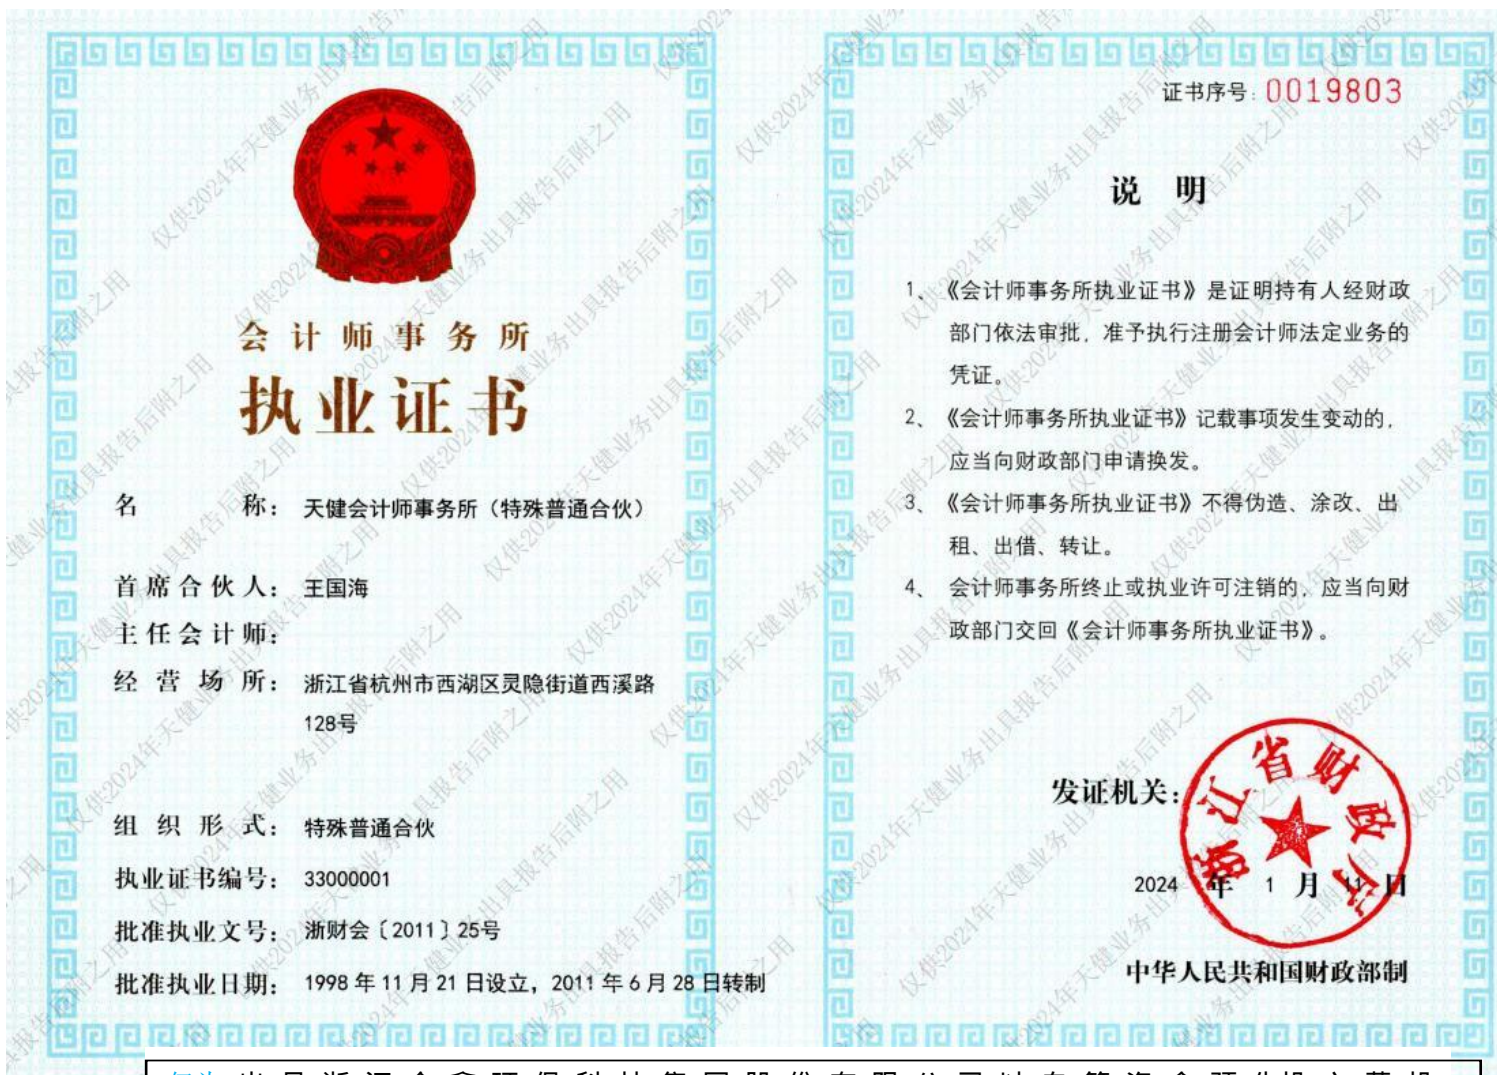 会计师事务所
执业证书
名称：天健会计师事务所（特殊普通合伙）
首席合伙人：王国海
主任会计师：
经营场所：浙江省杭州市西湖区灵隐街道西溪路
128号
组织形式：特殊普通合伙
执业证书编号：33000001
批准执业文号：浙财会〔2011〕25号
批准执业日期：1998年11月21日设立，2011年6月28日转制
证书序号：0019803
说明
1、《会计师事务所执业证书》是证明持有人经财政
部门依法审批，准予执行注册会计师法定业务的
凭证。
2、《会计师事务所执业证书》记载事项发生变动的，
应当向财政部门申请换发。
3、《会计师事务所执业证书》不得伪造、涂改、出
租、出借、转让。
4、会计师事务所终止或执业许可注销的，应当向财
政部门交回《会计师事务所执业证书》。
发证机关：
浙江省财政厅
2024年1月11日
中华人民共和国财政部制
仅供2024年天健业务出具报告后附之用